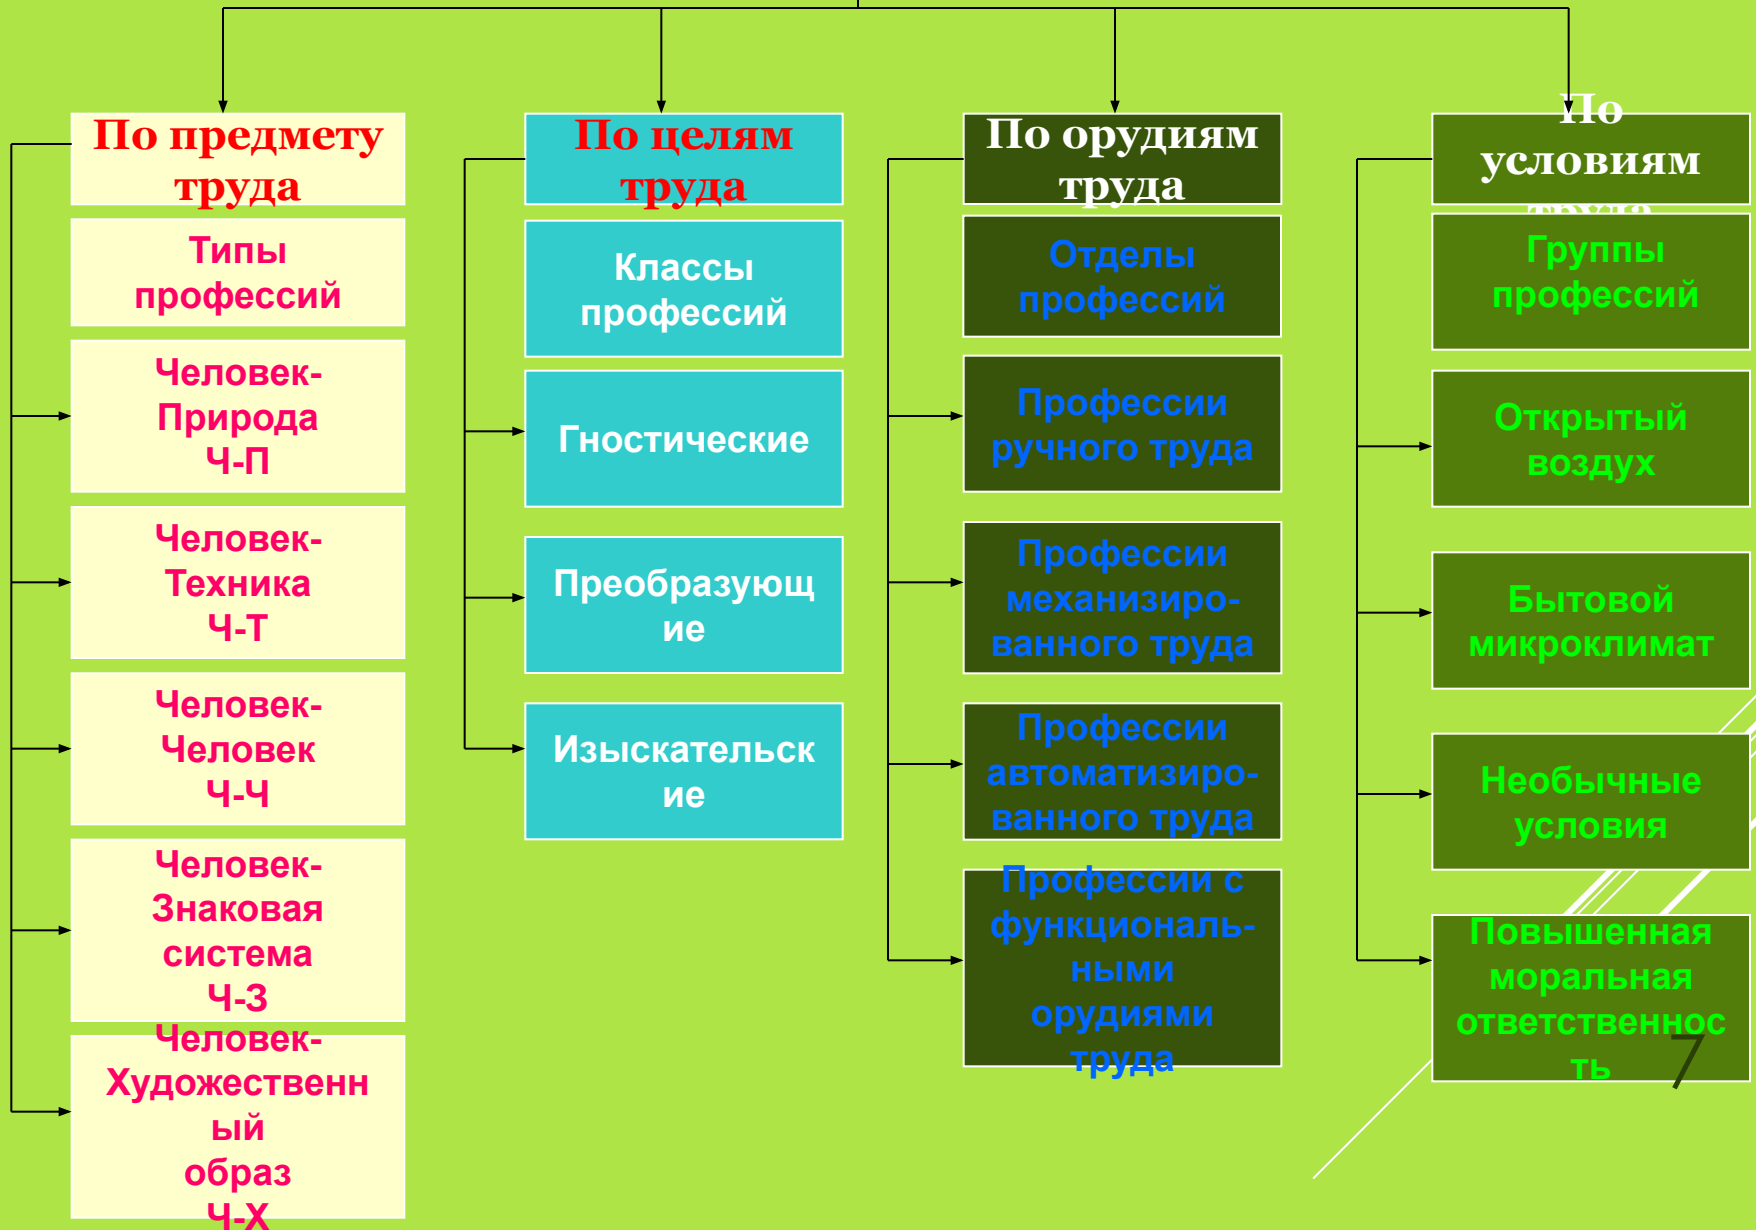 По предмету
труда
Типы
профессий
Человек-
Природа
Ч-П
Человек-
Техника
Ч-Т
Человек-
Человек
Ч-Ч
Человек-
Знаковая
система
Ч-З
Человек-
Художественн
ый
образ
Ч-Х
По целям
труда
Классы
профессий
Гностические
Преобразующ
ие
Изыскательск
ие
По орудиям
труда
Отделы
профессий
Профессии
ручного труда
Профессии
механизиро-
ванного труда
Профессии
автоматизиро-
ванного труда
Профессии с
функциональ-
ными
орудиями
труда
По
условиям
труда
Группы
профессий
Открытый
воздух
Бытовой
микроклимат
Необычные
условия
Повышенная
моральная
ответственнос
ть
7